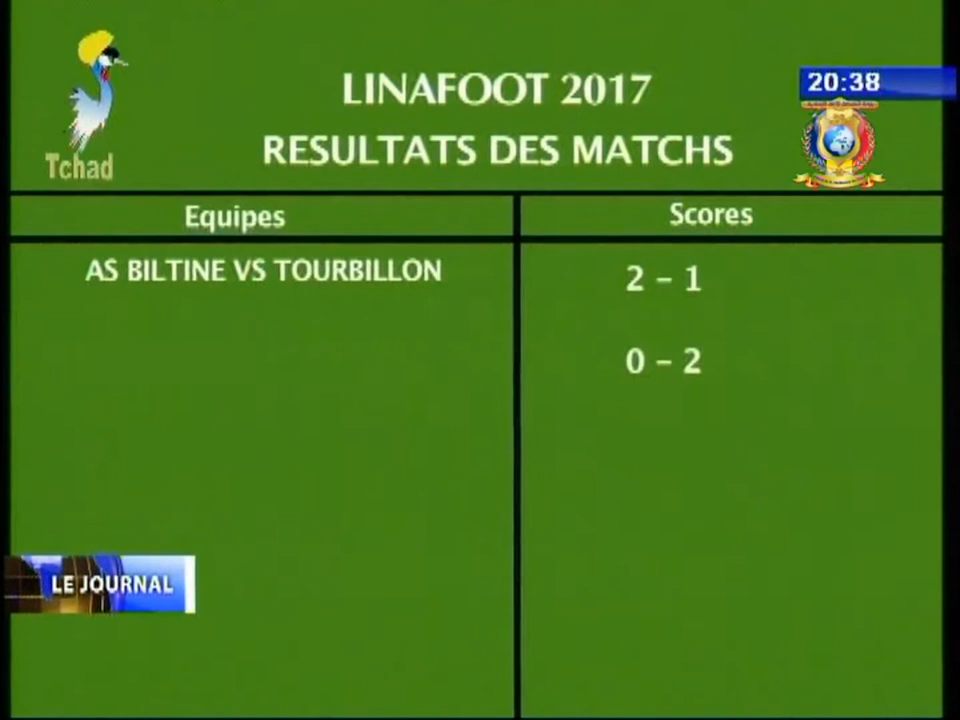 LINAFOOT 2017
20:38
RESULTATS DES MATCHS
Tchad
Equipes
Scores
AS BILTINE VS TOURBILLON
2 - 1
0 - 2
LE JOURNAL